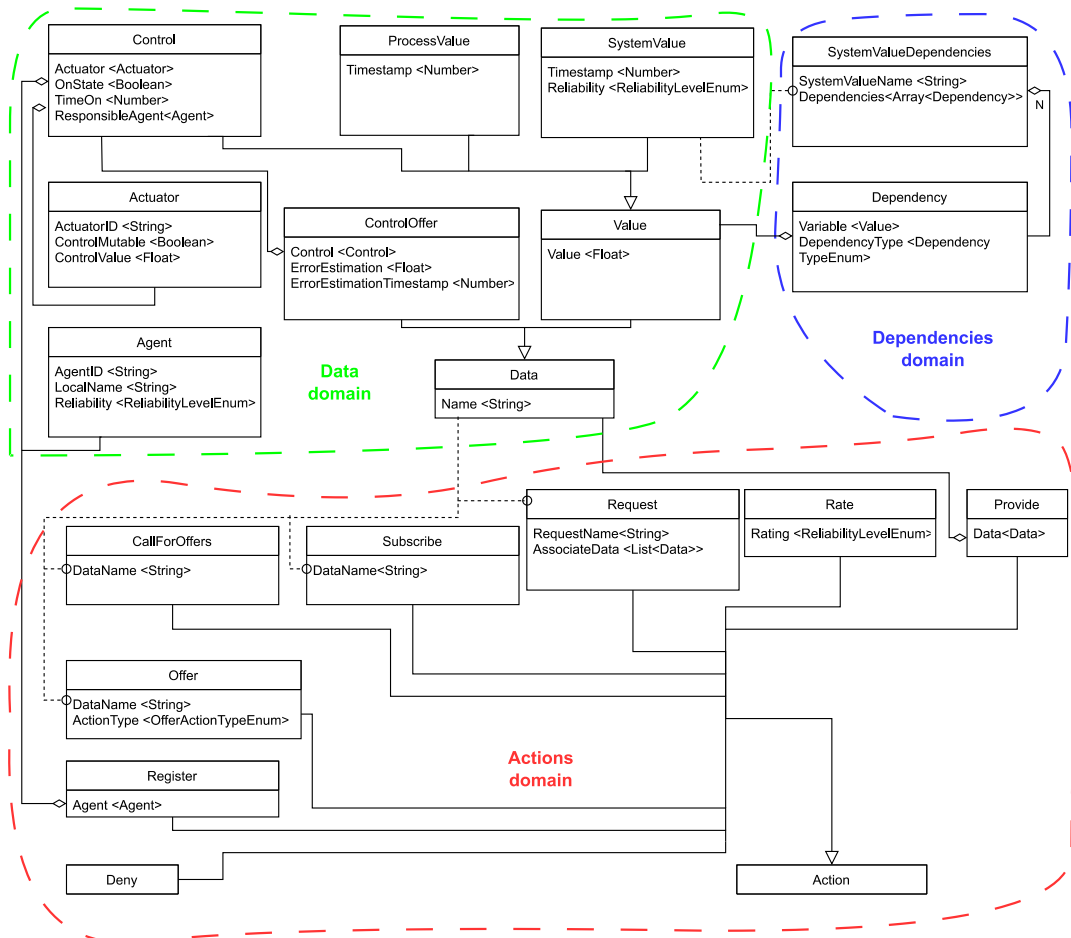 Control
Actuator <Actuator>
OnState <Boolean>
TimeOn <Number>
ResponsibleAgent<Agent>
ProcessValue
Timestamp <Number>
SystemValue
Timestamp <Number>
Reliability <ReliabilityLevelEnum>
SystemValueDependencies
SystemValueName <String>
Dependencies<Array<Dependency>>
N
Actuator
ActuatorID <String>
ControlMutable <Boolean>
ControlValue <Float>
ControlOffer
Control <Control>
ErrorEstimation <Float>
ErrorEstimationTimestamp <Number>
Value
Value <Float>
Dependency
Variable <Value>
DependencyType <Dependency
TypeEnum>
Agent
AgentID <String>
LocalName <String>
Reliability <ReliabilityLevelEnum>
Data
domain
Data
Name <String>
Dependencies
domain
CallForOffers
DataName <String>
Subscribe
DataName<String>
Request
RequestName<String>
AssociateData <List<Data>>
Rate
Rating <ReliabilityLevelEnum>
Provide
Data<Data>
Offer
DataName <String>
ActionType <OfferActionTypeEnum>
Actions
domain
Register
Agent <Agent>
Deny
Action